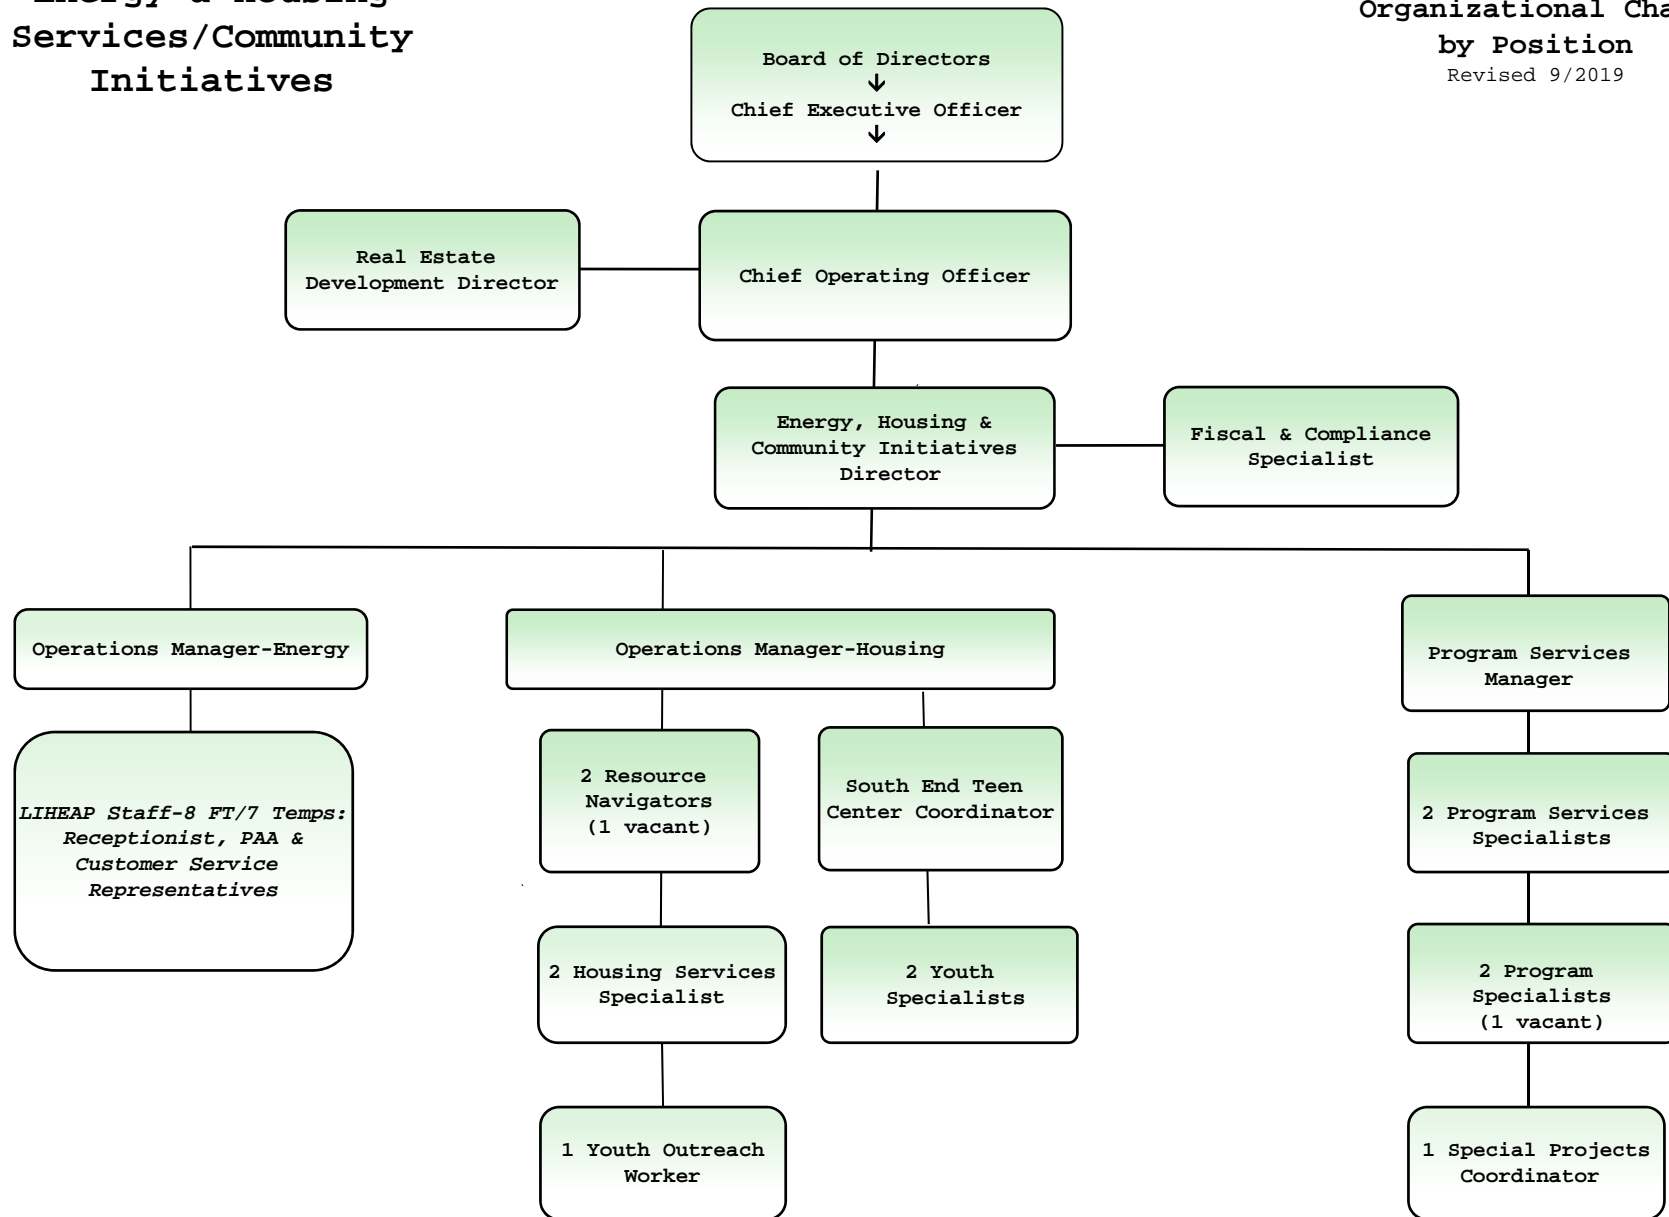 Energy & Housing
Services/Community
Initiatives
Organizational
by Position
Revised 9/2019
Board of Directors
↓
Chief Executive Officer
↓
Real Estate
Development Director
Chief Operating Officer
Energy, Housing &
Community Initiatives
Director
Fiscal & Compliance
Specialist
Operations Manager-Energy
Operations Manager-Housing
Program Services
Manager
LIHEAP Staff-8 FT/7 Temps:
Receptionist, PAA &
Customer Service
Representatives
2 Resource
Navigators
(1 vacant)
South End Teen
Center Coordinator
2 Program Services
Specialists
2 Housing Services
Specialist
2 Youth
Specialists
2 Program
Specialists
(1 vacant)
1 Youth Outreach
Worker
1 Special Projects
Coordinator